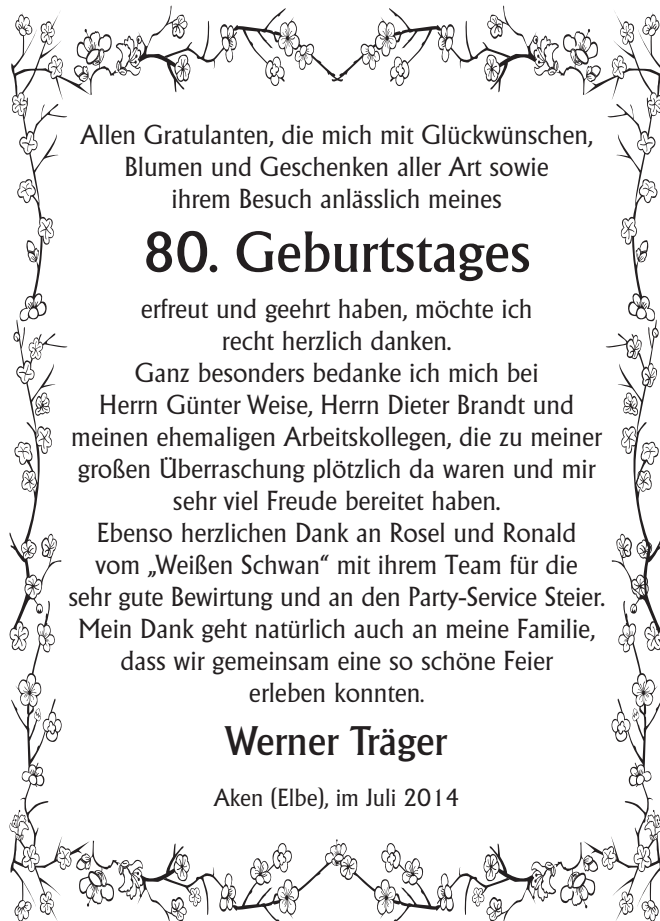 Allen Gratulanten, die mich mit Glückwünschen,
Blumen und Geschenken aller Art sowie
ihrem Besuch anlässlich meines
80. Geburtstages
erfreut und geehrt haben, möchte ich
recht herzlich danken.
Ganz besonders bedanke ich mich bei
Herrn Günter Weise, Herrn Dieter Brandt und
meinen ehemaligen Arbeitskollegen, die zu meiner
großen Überraschung plötzlich da waren und mir
sehr viel Freude bereitet haben.
Ebenso herzlichen Dank an Rosel und Ronald
vom „Weißen Schwan“ mit ihrem Team für die
sehr gute Bewirtung und an den Party-Service Steier.
Mein Dank geht natürlich auch an meine Familie,
dass wir gemeinsam eine so schöne Feier
erleben konnten.
Werner Träger
Aken (Elbe), im Juli 2014